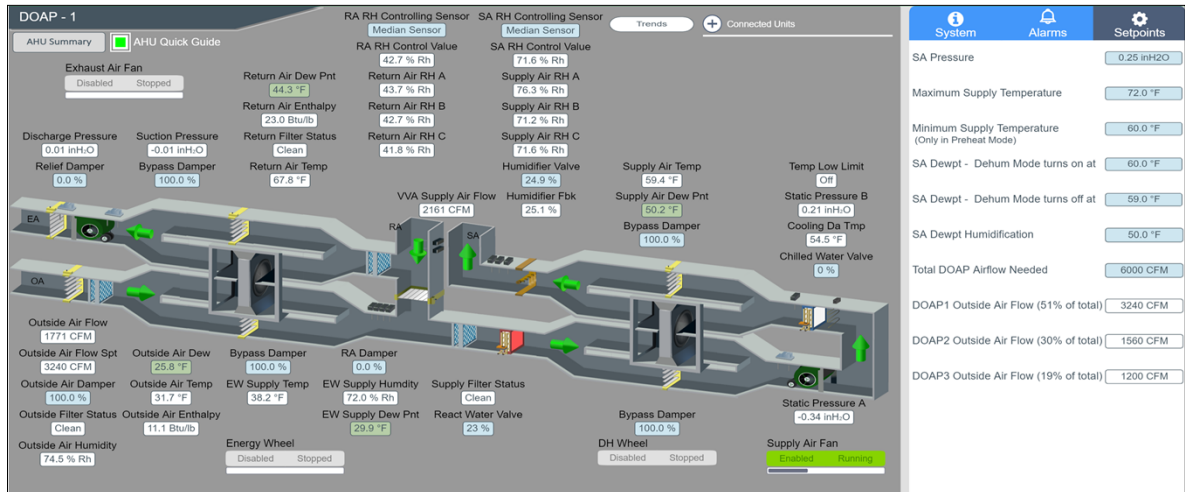 DOAP - 1
AHU Summary
AHU Quick Guide
Exhaust Air Fan
Disabled Stopped
RA RH Controlling Sensor SA RH Controlling Sensor
Median Sensor Median Sensor
RA RH Control Value SA RH Control Value
42.7 % Rh 71.6 % Rh
Return Air Dew Pnt Return Air RH A Supply Air RH A
44.3 °F 43.7 % Rh 76.3 % Rh
Return Air Enthalpy Return Air RH B Supply Air RH B
23.0 Btu/lb 42.7 % Rh 71.2 % Rh
Discharge Pressure Suction Pressure Return Filter Status Return Air RH C Supply Air RH C
0.01 inH₂O -0.01 inH₂O Clean 41.8 % Rh 71.6 % Rh
Relief Damper Bypass Damper Return Air Temp Humidifier Valve Supply Air Temp Temp Low Limit
0.0 % 100.0 % 67.8 °F 24.9 % 59.4 °F Off
VVA Supply Air Flow Humidifier Fbk Supply Air Dew Pnt Static Pressure B
2161 CFM 25.1 % 50.2 °F 0.21 inH₂O
Bypass Damper Cooling Da Tmp
100.0 % 54.5 °F
Chilled Water Valve
0 %
Trends
Connected Units
EA
RA
SA
OA
Outside Air Flow
1771 CFM
Outside Air Flow Spt Outside Air Dew Bypass Damper RA Damper
3240 CFM 25.8 °F 100.0 % 0.0 %
Outside Air Damper Outside Air Temp EW Supply Temp EW Supply Humdity Supply Filter Status
100.0 % 31.7 °F 38.2 °F 72.0 % Rh Clean
Outside Filter Status Outside Air Enthalpy EW Supply Dew Pnt React Water Valve Bypass Damper
Clean 11.1 Btu/lb 29.9 °F 23 % 100.0 %
Static Pressure A
-0.34 inH₂O
Outside Air Humidity
74.5 % Rh
Energy Wheel
Disabled Stopped
DH Wheel
Disabled Stopped
Supply Air Fan
Enabled Running
System Alarms Setpoints
SA Pressure 0.25 inH2O
Maximum Supply Temperature 72.0 °F
Minimum Supply Temperature 60.0 °F
(Only in Preheat Mode)
SA Dewpt - Dehum Mode turns on at 60.0 °F
SA Dewpt - Dehum Mode turns off at 59.0 °F
SA Dewpt Humidification 50.0 °F
Total DOAP Airflow Needed 6000 CFM
DOAP1 Outside Air Flow (51% of total) 3240 CFM
DOAP2 Outside Air Flow (30% of total) 1560 CFM
DOAP3 Outside Air Flow (19% of total) 1200 CFM